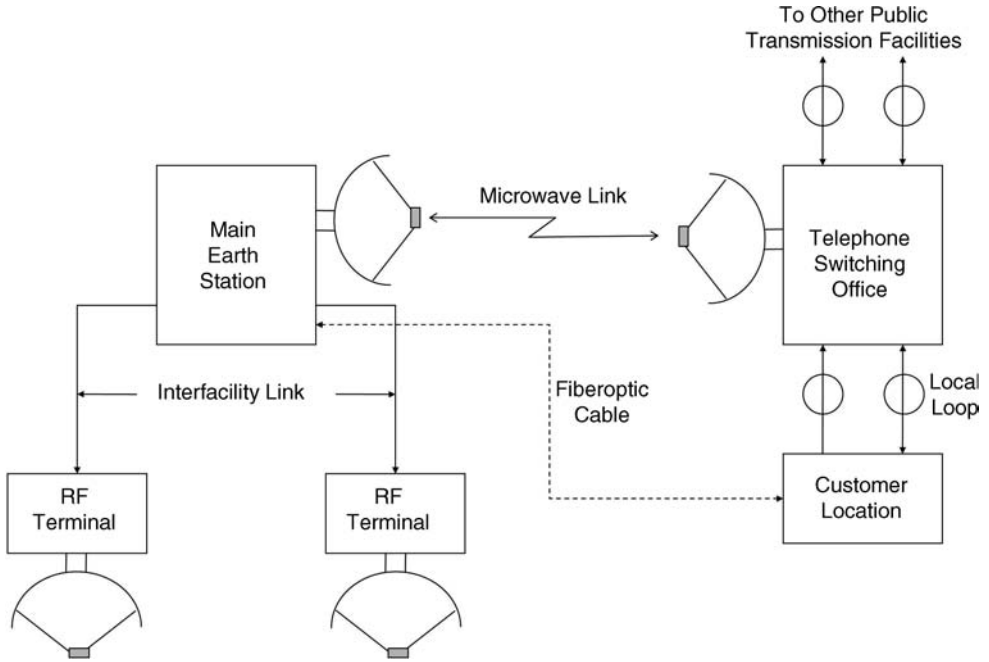 To Other Public
Transmission Facilities
Microwave Link
Main
Earth
Station
Telephone
Switching
Office
Interfacility Link
Fiberoptic
Cable
Local
Loop
RF
Terminal
RF
Terminal
Customer
Location